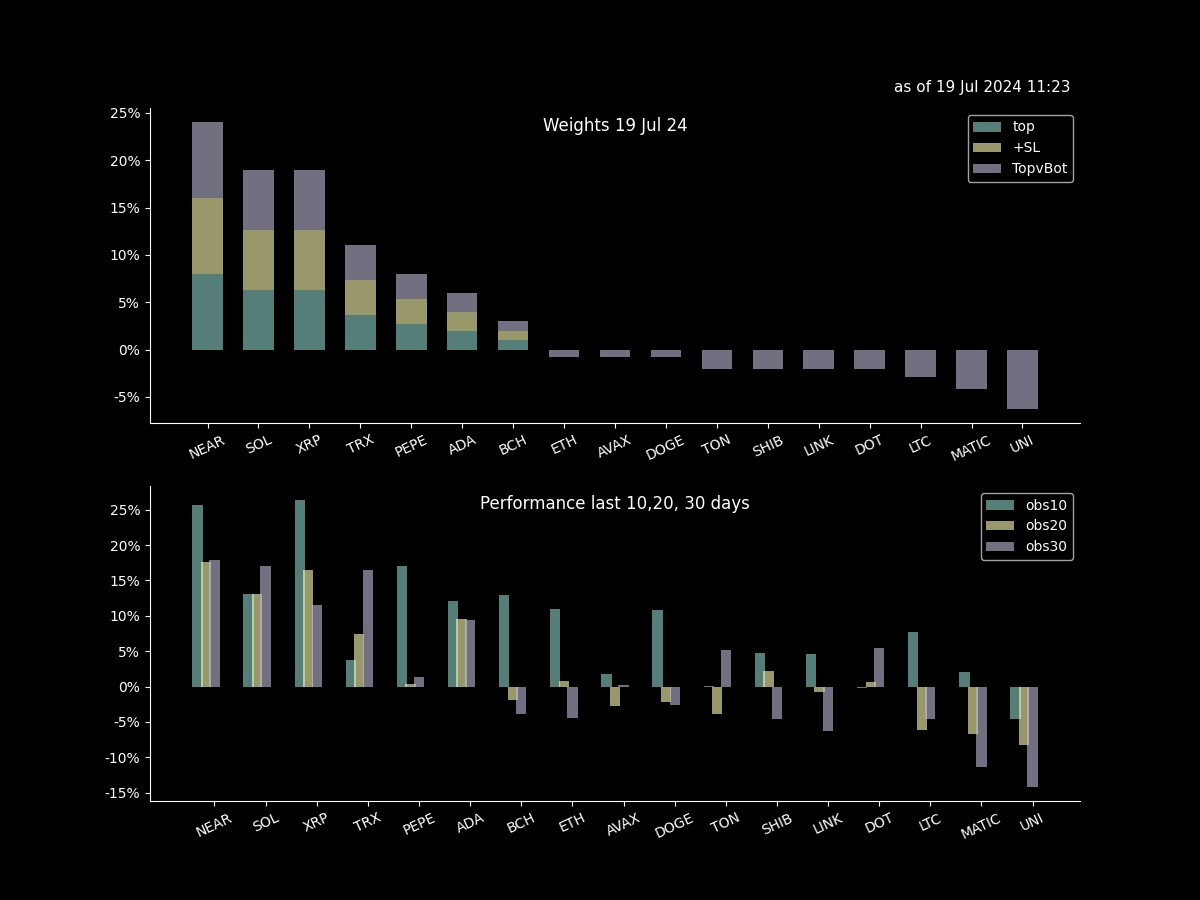 as of 19 Jul 2024 11:23
Weights 19 Jul 24
top
+SL
TopvBot
25%
20%
15%
10%
5%
0%
-5%
NEAR SOL XRP TRX PEPE ADA BCH ETH AVAX DOGE TON SHIB LINK DOT LTC MATIC UNI
Performance last 10,20, 30 days
obs10
obs20
obs30
25%
20%
15%
10%
5%
0%
-5%
-10%
-15%
NEAR SOL XRP TRX PEPE ADA BCH ETH AVAX DOGE TON SHIB LINK DOT LTC MATIC UNI